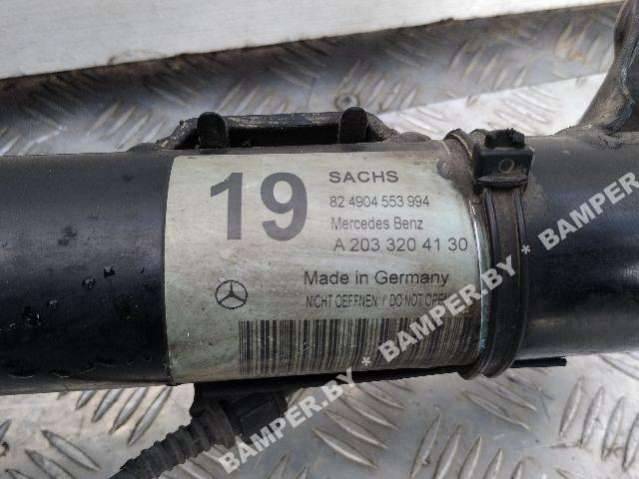 19
SACHS
82 4904 553 994
Mercedes Benz
A 203 320 41 30
Made in Germany
NICHT OEFFNEN / DO NOT OPEN
BAMPER.BY * BAMPER.BY * BAMPER.BY * BAMPER.BY